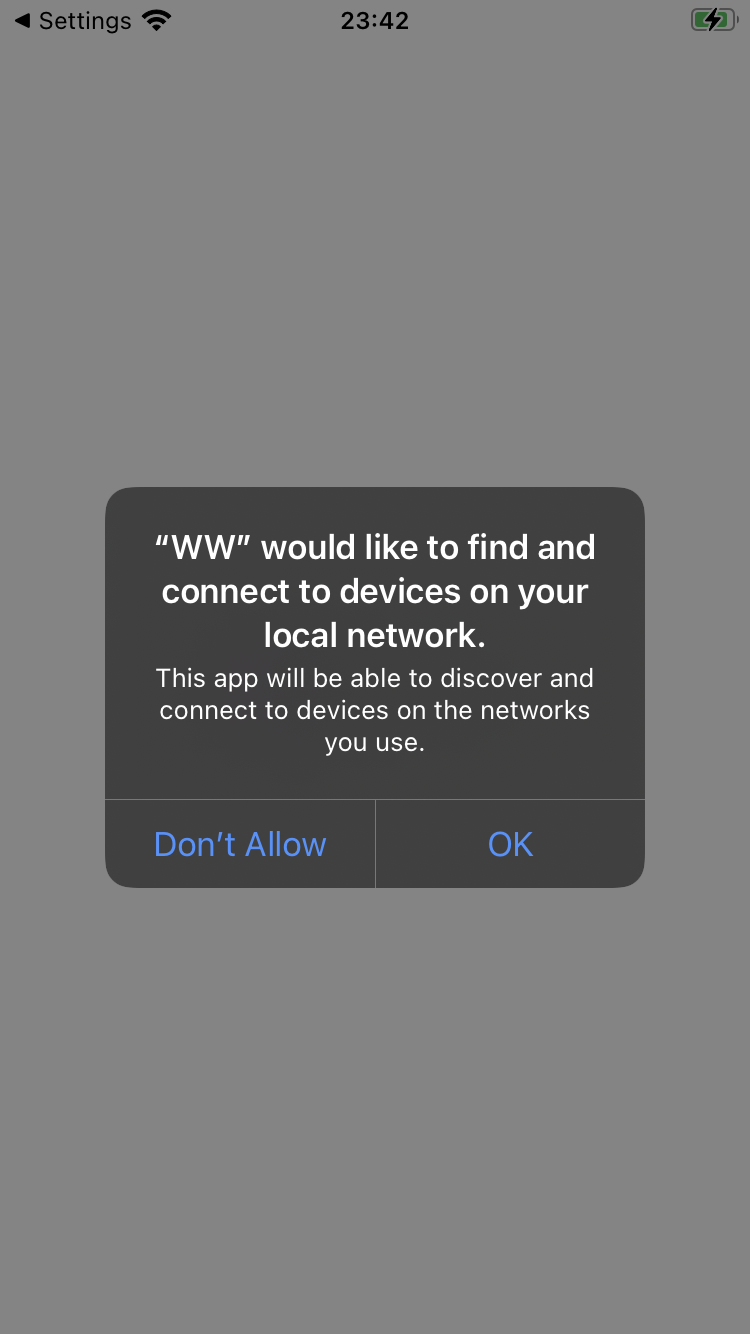 Settings
23:42
“WW” would like to find and
connect to devices on your
local network.
This app will be able to discover and
connect to devices on the networks
you use.
Don’t Allow
OK